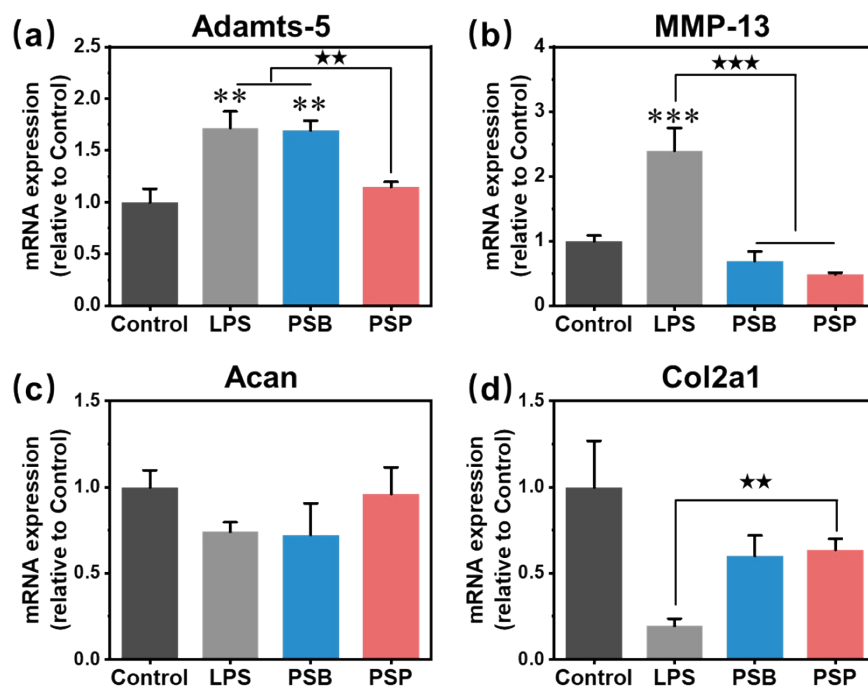 (a) Adamts-5
mRNA expression
(relative to Control)
2.5
2.0
1.5
1.0
0.5
0.0
★★
**
**
Control LPS PSB PSP
(b) MMP-13
mRNA expression
(relative to Control)
4
3
2
1
0
★★★
***
Control LPS PSB PSP
(c) Acan
mRNA expression
(relative to Control)
1.5
1.0
0.5
0.0
Control LPS PSB PSP
(d) Col2a1
mRNA expression
(relative to Control)
1.5
1.0
0.5
0.0
★★
Control LPS PSB PSP